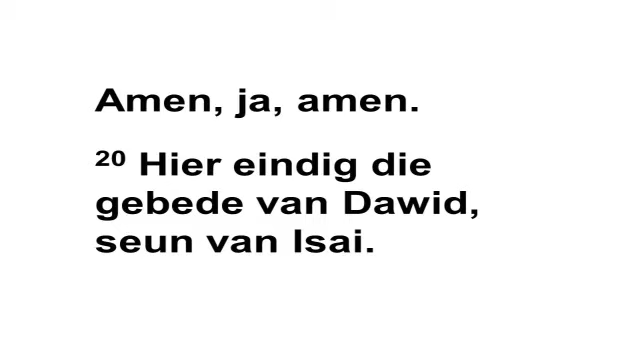 Amen, ja, amen.
20 Hier eindig die
gebede van Dawid,
seun van Isai.